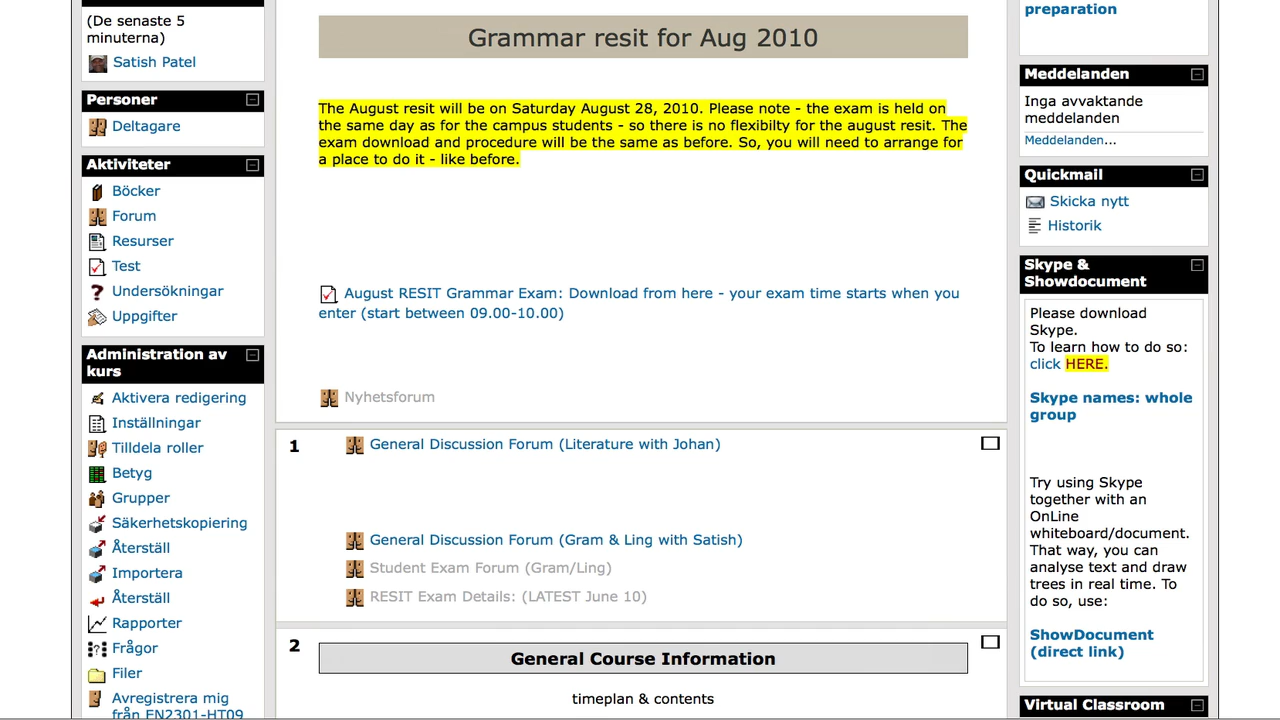 (De senaste 5
minuterna)
Satish Patel
Personer
Deltagare
Aktiviteter
Böcker
Forum
Resurser
Test
Undersökningar
Uppgifter
Administration av
kurs
Aktivera redigering
Inställningar
Tilldela roller
Betyg
Grupper
Säkerhetskopiering
Återställ
Importera
Återställ
Rapporter
Frågor
Filer
Avregistrera mig
från EN2301-HT09
Grammar resit for Aug 2010
The August resit will be on Saturday August 28, 2010. Please note - the exam is held on
the same day as for the campus students - so there is no flexibilty for the august resit. The
exam download and procedure will be the same as before. So, you will need to arrange for
a place to do it - like before.
August RESIT Grammar Exam: Download from here - your exam time starts when you
enter (start between 09.00-10.00)
Nyhetsforum
1
General Discussion Forum (Literature with Johan)
General Discussion Forum (Gram & Ling with Satish)
Student Exam Forum (Gram/Ling)
RESIT Exam Details: (LATEST June 10)
2
General Course Information
timeplan & contents
preparation
Meddelanden
Inga avvaktande
meddelanden
Meddelanden...
Quickmail
Skicka nytt
Historik
Skype &
Showdocument
Please download
Skype.
To learn how to do so:
click HERE.
Skype names: whole
group
Try using Skype
together with an
OnLine
whiteboard/document.
That way, you can
analyse text and draw
trees in real time. To
do so, use:
ShowDocument
(direct link)
Virtual Classroom